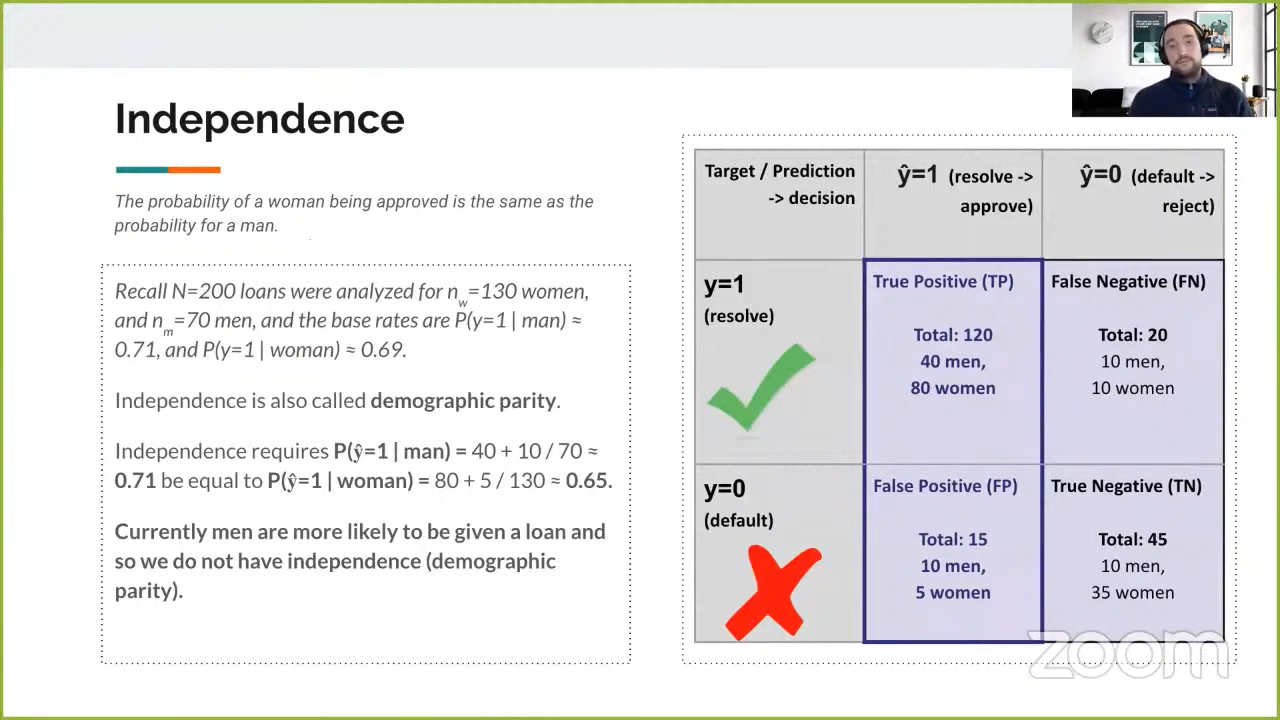 Independence
The probability of a woman being approved is the same as the
probability for a man.
Recall N=200 loans were analyzed for nw=130 women,
and nm=70 men, and the base rates are P(y=1 | man) ≈
0.71, and P(y=1 | woman) ≈ 0.69.
Independence is also called demographic parity.
Independence requires P(ŷ=1 | man) = 40 + 10 / 70 ≈
0.71 be equal to P(ŷ=1 | woman) = 80 + 5 / 130 ≈ 0.65.
Currently men are more likely to be given a loan and
so we do not have independence (demographic
parity).
Target / Prediction
-> decision
ŷ=1 (resolve ->
approve)
ŷ=0 (default ->
reject)
y=1
(resolve)
True Positive (TP)
Total: 120
40 men,
80 women
False Negative (FN)
Total: 20
10 men,
10 women
y=0
(default)
False Positive (FP)
Total: 15
10 men,
5 women
True Negative (TN)
Total: 45
10 men,
35 women
zoom